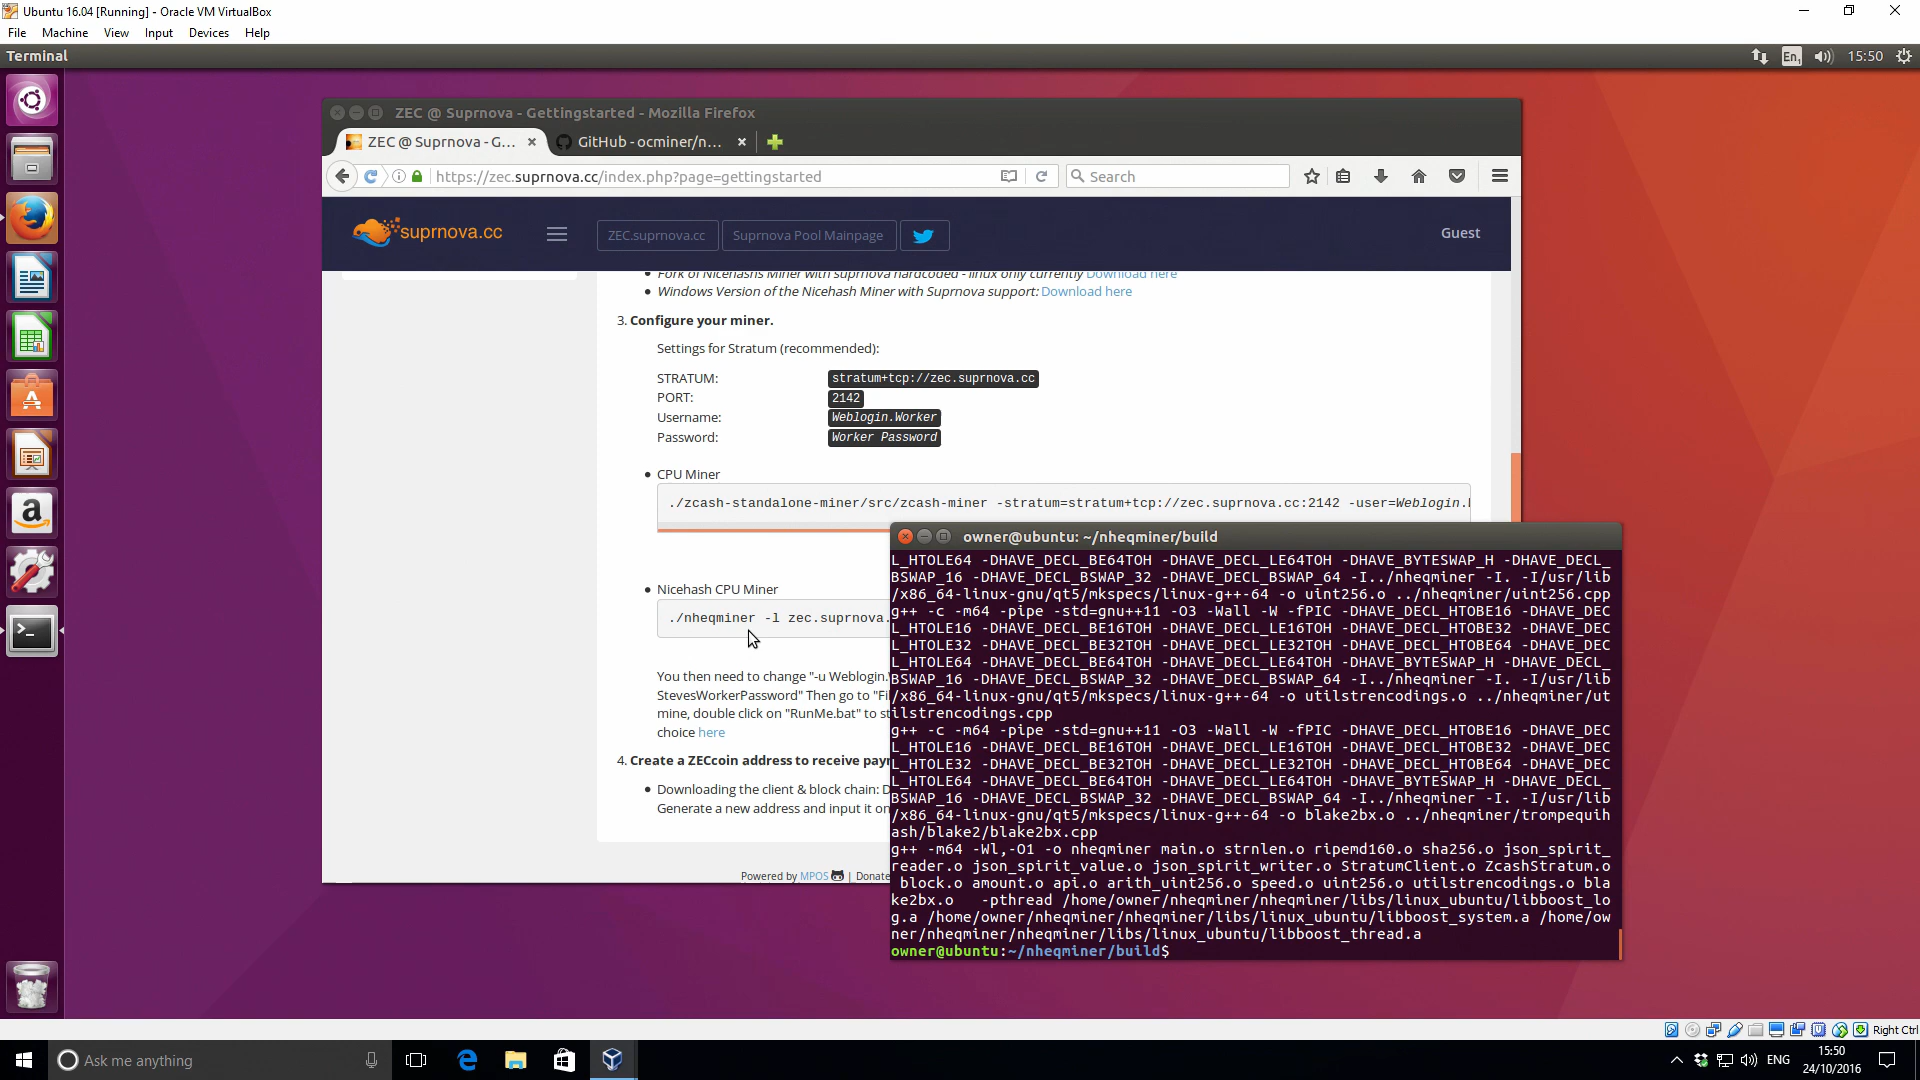 Ubuntu 16.04 [Running] - Oracle VM VirtualBox
File Machine View Input Devices Help
Terminal
En1
15:50
ZEC @ Suprnova - Gettingstarted - Mozilla Firefox
ZEC @ Suprnova - G...
GitHub - ocminer/n...
https://zec.suprnova.cc/index.php?page=gettingstarted
Search
suprnova.cc
ZEC.suprnova.cc
Suprnova Pool Mainpage
Guest
Fork of Nicehashs Miner with suprnova hardcoded - linux only currently Download here
Windows Version of the Nicehash Miner with Suprnova support: Download here
3. Configure your miner.
Settings for Stratum (recommended):
STRATUM: stratum+tcp://zec.suprnova.cc
PORT: 2142
Username: Weblogin.Worker
Password: Worker Password
CPU Miner
./zcash-standalone-miner/src/zcash-miner -stratum=stratum+tcp://zec.suprnova.cc:2142 -user=Weblogin.
Nicehash CPU Miner
./nheqminer -l zec.suprnova.
You then need to change "-u Weblogin.
StevesWorkerPassword" Then go to "Fi
mine, double click on "RunMe.bat" to st
choice here
4. Create a ZECcoin address to receive payr
Downloading the client & block chain: D
Generate a new address and input it on
Powered by MPOS | Donate
owner@ubuntu: ~/nheqminer/build
L_HTOLE64 -DHAVE_DECL_BE64TOH -DHAVE_DECL_LE64TOH -DHAVE_BYTESWAP_H -DHAVE_DECL_
BSWAP_16 -DHAVE_DECL_BSWAP_32 -DHAVE_DECL_BSWAP_64 -I../nheqminer -I. -I/usr/lib
/x86_64-linux-gnu/qt5/mkspecs/linux-g++-64 -o uint256.o ../nheqminer/uint256.cpp
g++ -c -m64 -pipe -std=gnu++11 -O3 -Wall -W -fPIC -DHAVE_DECL_HTOBE16 -DHAVE_DEC
L_HTOLE16 -DHAVE_DECL_BE16TOH -DHAVE_DECL_LE16TOH -DHAVE_DECL_HTOBE32 -DHAVE_DEC
L_HTOLE32 -DHAVE_DECL_BE32TOH -DHAVE_DECL_LE32TOH -DHAVE_DECL_HTOBE64 -DHAVE_DEC
L_HTOLE64 -DHAVE_DECL_BE64TOH -DHAVE_DECL_LE64TOH -DHAVE_BYTESWAP_H -DHAVE_DECL_
BSWAP_16 -DHAVE_DECL_BSWAP_32 -DHAVE_DECL_BSWAP_64 -I../nheqminer -I. -I/usr/lib
/x86_64-linux-gnu/qt5/mkspecs/linux-g++-64 -o utilstrencodings.o ../nheqminer/ut
ilstrencodings.cpp
g++ -c -m64 -pipe -std=gnu++11 -O3 -Wall -W -fPIC -DHAVE_DECL_HTOBE16 -DHAVE_DEC
L_HTOLE16 -DHAVE_DECL_BE16TOH -DHAVE_DECL_LE16TOH -DHAVE_DECL_HTOBE32 -DHAVE_DEC
L_HTOLE32 -DHAVE_DECL_BE32TOH -DHAVE_DECL_LE32TOH -DHAVE_DECL_HTOBE64 -DHAVE_DEC
L_HTOLE64 -DHAVE_DECL_BE64TOH -DHAVE_DECL_LE64TOH -DHAVE_BYTESWAP_H -DHAVE_DECL_
BSWAP_16 -DHAVE_DECL_BSWAP_32 -DHAVE_DECL_BSWAP_64 -I../nheqminer -I. -I/usr/lib
/x86_64-linux-gnu/qt5/mkspecs/linux-g++-64 -o blake2bx.o ../nheqminer/trompequih
ash/blake2/blake2bx.cpp
g++ -m64 -Wl,-O1 -o nheqminer main.o strnlen.o ripemd160.o sha256.o json_spirit_
reader.o json_spirit_value.o json_spirit_writer.o StratumClient.o ZcashStratum.o
 block.o amount.o api.o arith_uint256.o speed.o uint256.o utilstrencodings.o bla
ke2bx.o   -pthread /home/owner/nheqminer/nheqminer/libs/linux_ubuntu/libboost_lo
g.a /home/owner/nheqminer/nheqminer/libs/linux_ubuntu/libboost_system.a /home/ow
ner/nheqminer/nheqminer/libs/linux_ubuntu/libboost_thread.a
owner@ubuntu:~/nheqminer/build$
Right Ctrl
Ask me anything
ENG
15:50
24/10/2016